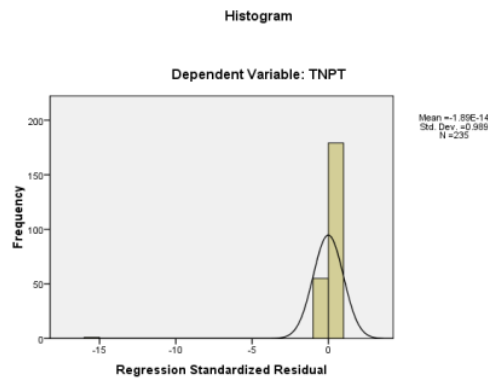 Histogram
Dependent Variable: TNPT
Mean =-1.89E-14
Std. Dev. =0.989
N =235
200
150
100
50
0
Frequency
-15
-10
-5
0
Regression Standardized Residual